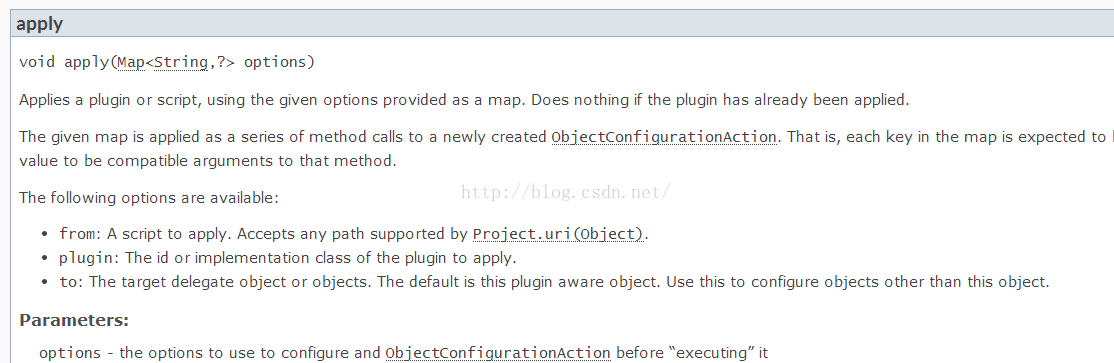 apply
void apply(Map<String,?> options)
Applies a plugin or script, using the given options provided as a map. Does nothing if the plugin has already been applied.
The given map is applied as a series of method calls to a newly created ObjectConfigurationAction. That is, each key in the map is expected to
value to be compatible arguments to that method.
http://blog.csdn.net/
The following options are available:
• from: A script to apply. Accepts any path supported by Project.uri(Object).
• plugin: The id or implementation class of the plugin to apply.
• to: The target delegate object or objects. The default is this plugin aware object. Use this to configure objects other than this object.
Parameters:
options - the options to use to configure and ObjectConfigurationAction before “executing” it